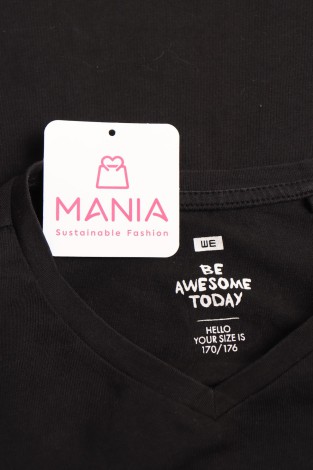 MANIA
Sustainable Fashion
WE
BE
AWESOME
TODAY
HELLO
YOUR SIZE IS
170/176